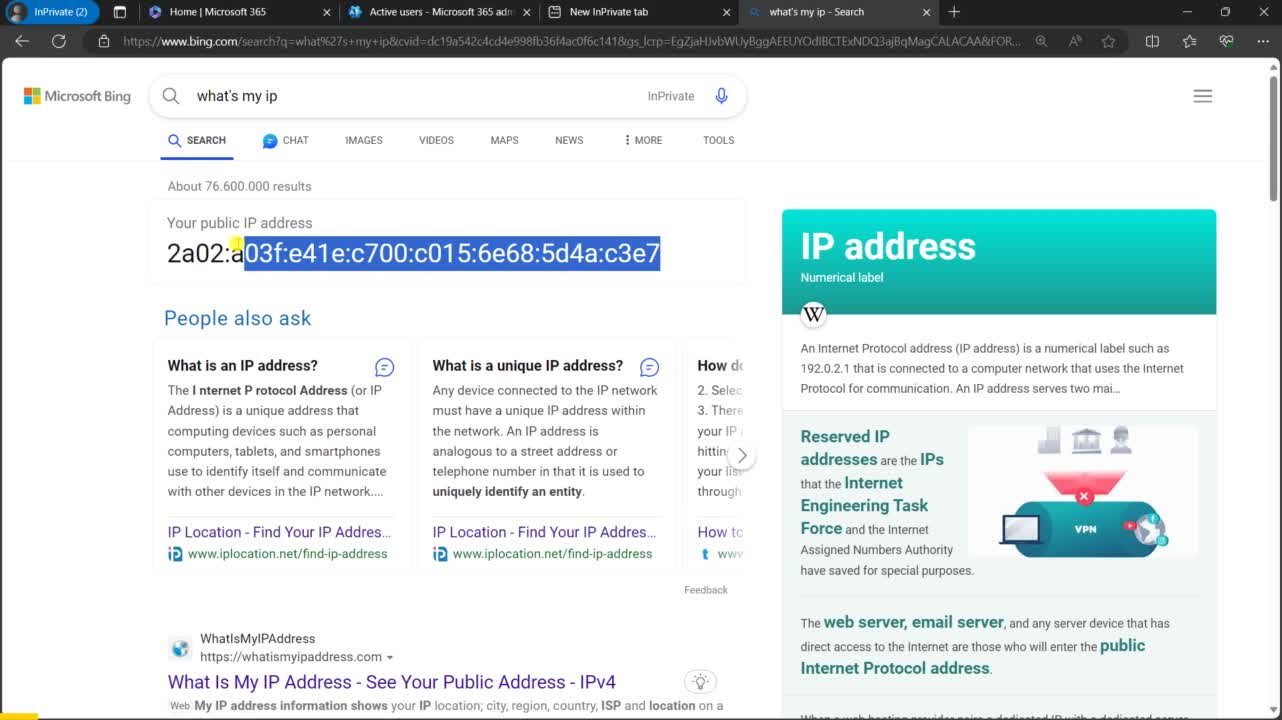 InPrivate (2)
Home | Microsoft 365
Active users - Microsoft 365 adm
New InPrivate tab
what's my ip - Search
https://www.bing.com/search?q=what%27s+my+ip&cvid=dc19a542c4cd4e998fb36f4ac0f6c141&gs_lcrp=EgZjaHJvbWUyBggAEEUYOdIBCTExNDQ3ajBqMagCALACAA&FOR...
Microsoft Bing
what's my ip
InPrivate
SEARCH
CHAT
IMAGES
VIDEOS
MAPS
NEWS
MORE
TOOLS
About 76.600.000 results
Your public IP address
2a02:a03f:e41e:c700:c015:6e68:5d4a:c3e7
People also ask
What is an IP address?
The I nternet P rotocol Address (or IP
Address) is a unique address that
computing devices such as personal
computers, tablets, and smartphones
use to identify itself and communicate
with other devices in the IP network....
IP Location - Find Your IP Addres...
www.iplocation.net/find-ip-address
What is a unique IP address?
Any device connected to the IP network
must have a unique IP address within
the network. An IP address is
analogous to a street address or
telephone number in that it is used to
uniquely identify an entity.
IP Location - Find Your IP Addres...
www.iplocation.net/find-ip-address
How do
2. Selec
3. There
your IP
hitting
your
through
How to
www
Feedback
WhatIsMyIPAddress
https://whatismyipaddress.com
What Is My IP Address - See Your Public Address - IPv4
Web My IP address information shows your IP location; city, region, country, ISP and location on a
IP address
Numerical label
W
An Internet Protocol address (IP address) is a numerical label such as
192.0.2.1 that is connected to a computer network that uses the Internet
Protocol for communication. An IP address serves two mai...
Reserved IP
addresses are the IPs
that the Internet
Engineering Task
Force and the Internet
Assigned Numbers Authority
have saved for special purposes.
VPN
The web server, email server, and any server device that has
direct access to the Internet are those who will enter the public
Internet Protocol address.
When a web hosting provider pairs a dedicated IP with a dedicated server